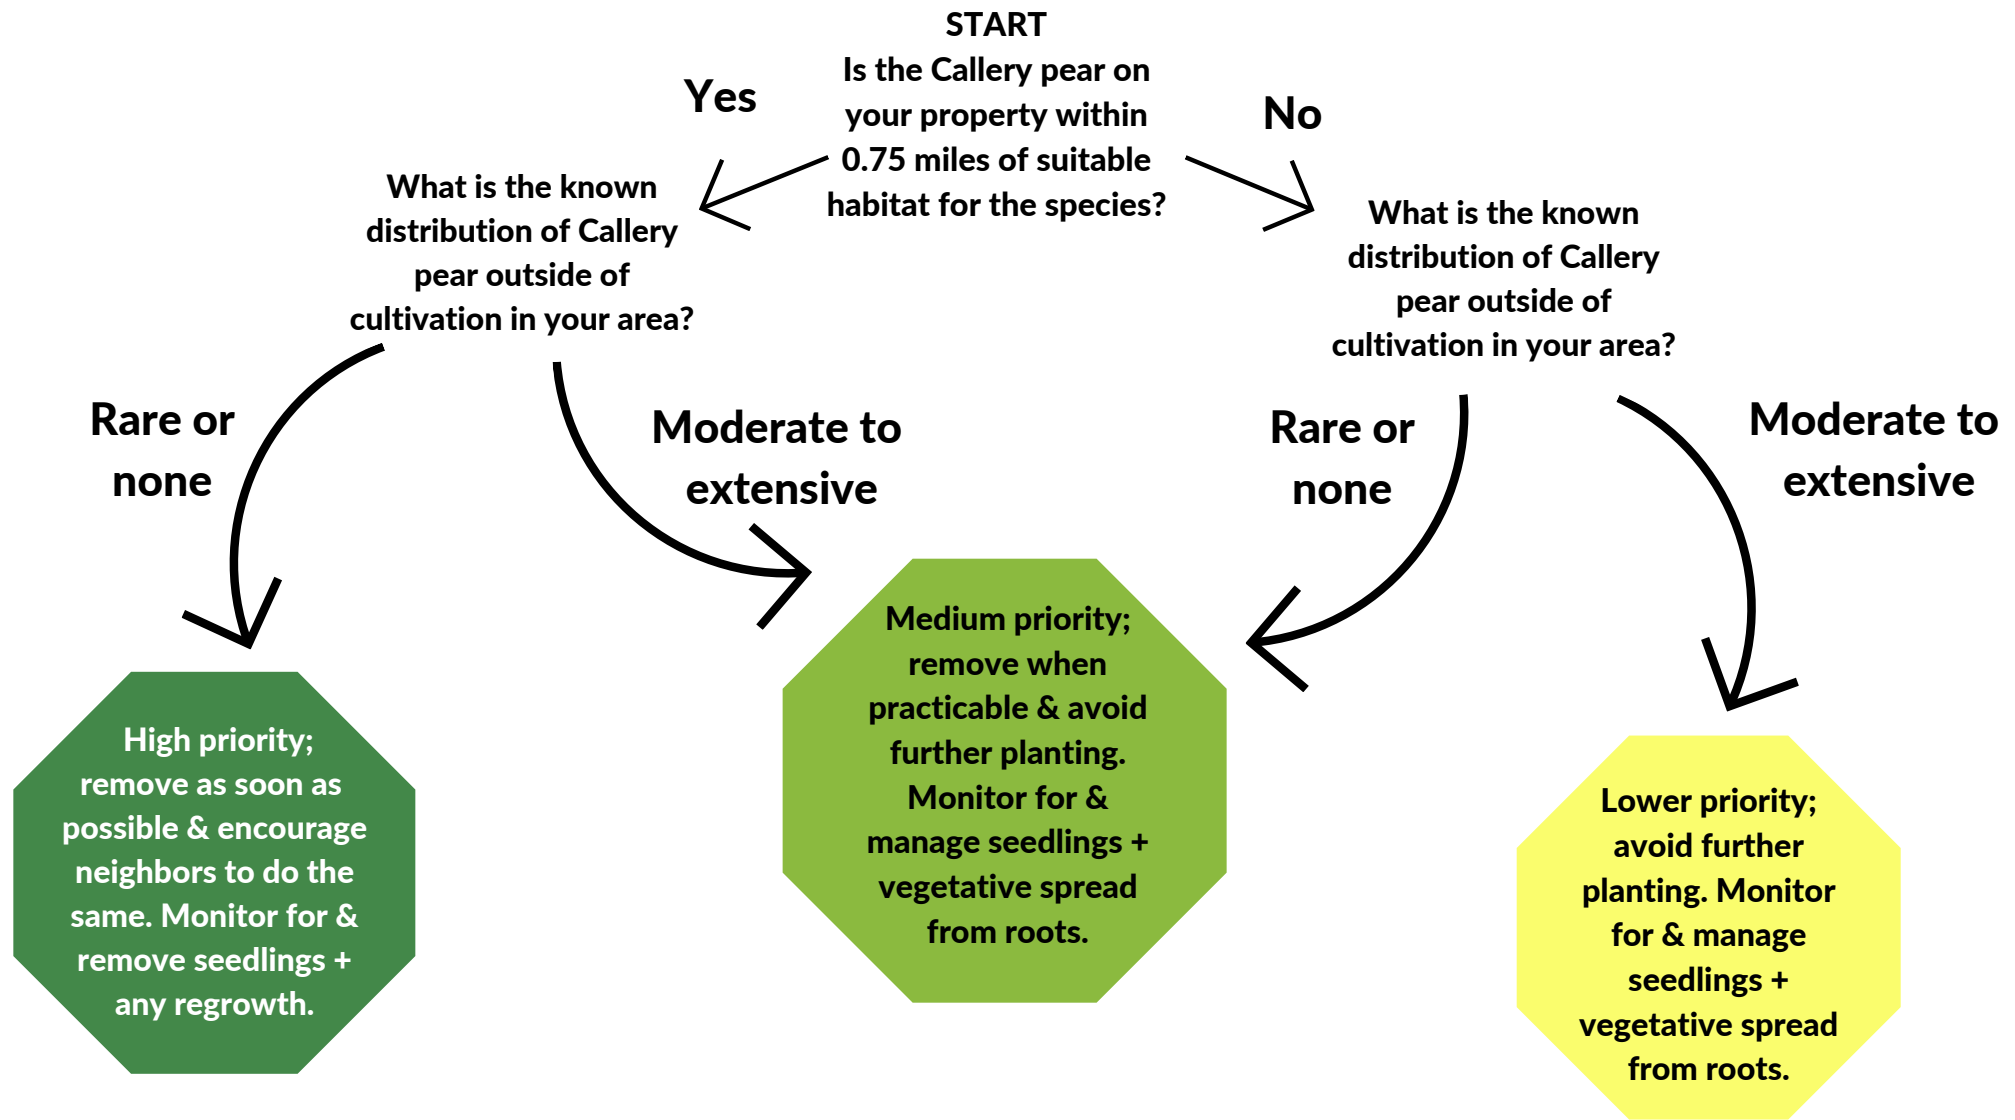 START
Is the Callery pear on
your property within
0.75 miles of suitable
habitat for the species?
Yes
No
What is the known
distribution of Callery
pear outside of
cultivation in your area?
What is the known
distribution of Callery
pear outside of
cultivation in your area?
Rare or
none
Moderate to
extensive
Rare or
none
Moderate to
extensive
High priority;
remove as soon as
possible & encourage
neighbors to do the
same. Monitor for &
remove seedlings +
any regrowth.
Medium priority;
remove when
practicable & avoid
further planting.
Monitor for &
manage seedlings +
vegetative spread
from roots.
Lower priority;
avoid further
planting. Monitor
for & manage
seedlings +
vegetative spread
from roots.